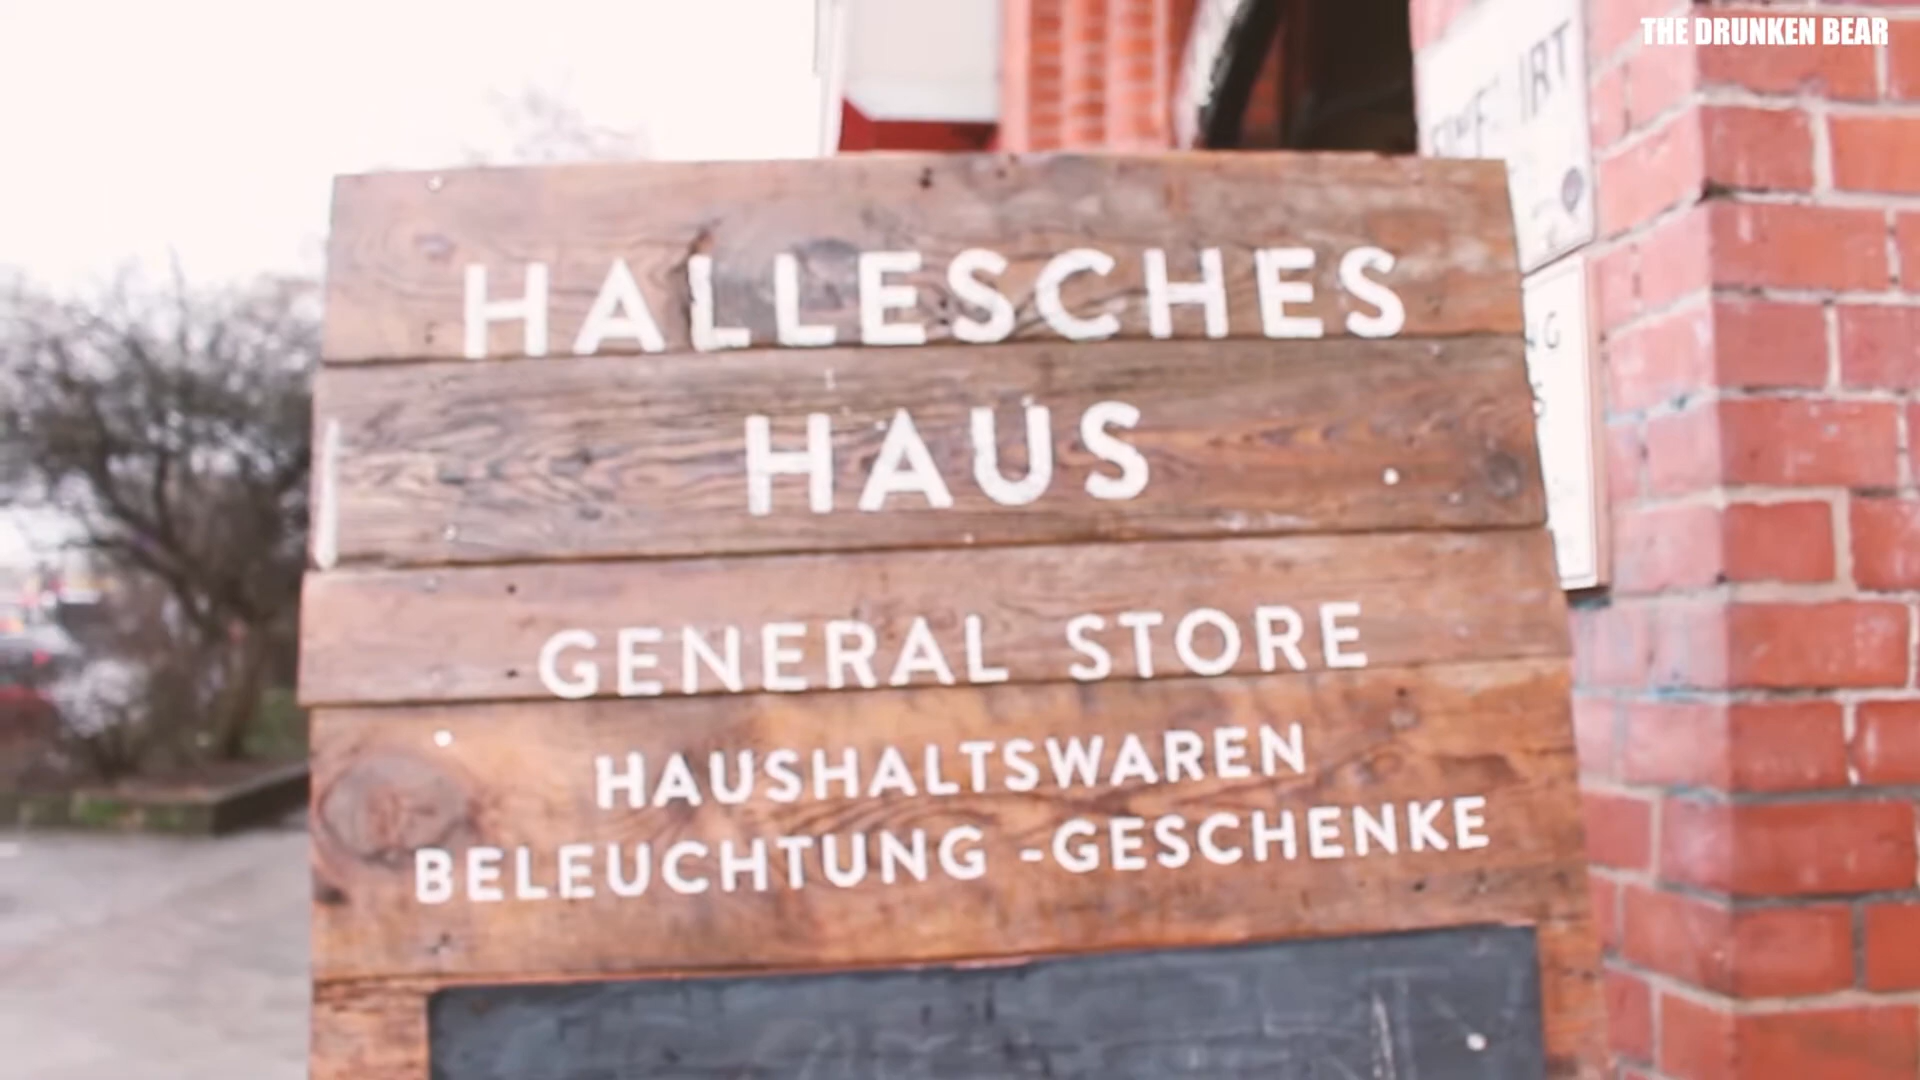 THE DRUNKEN BEAR
HALLESCHES
HAUS
GENERAL STORE
HAUSHALTSWAREN
BELEUCHTUNG -GESCHENKE